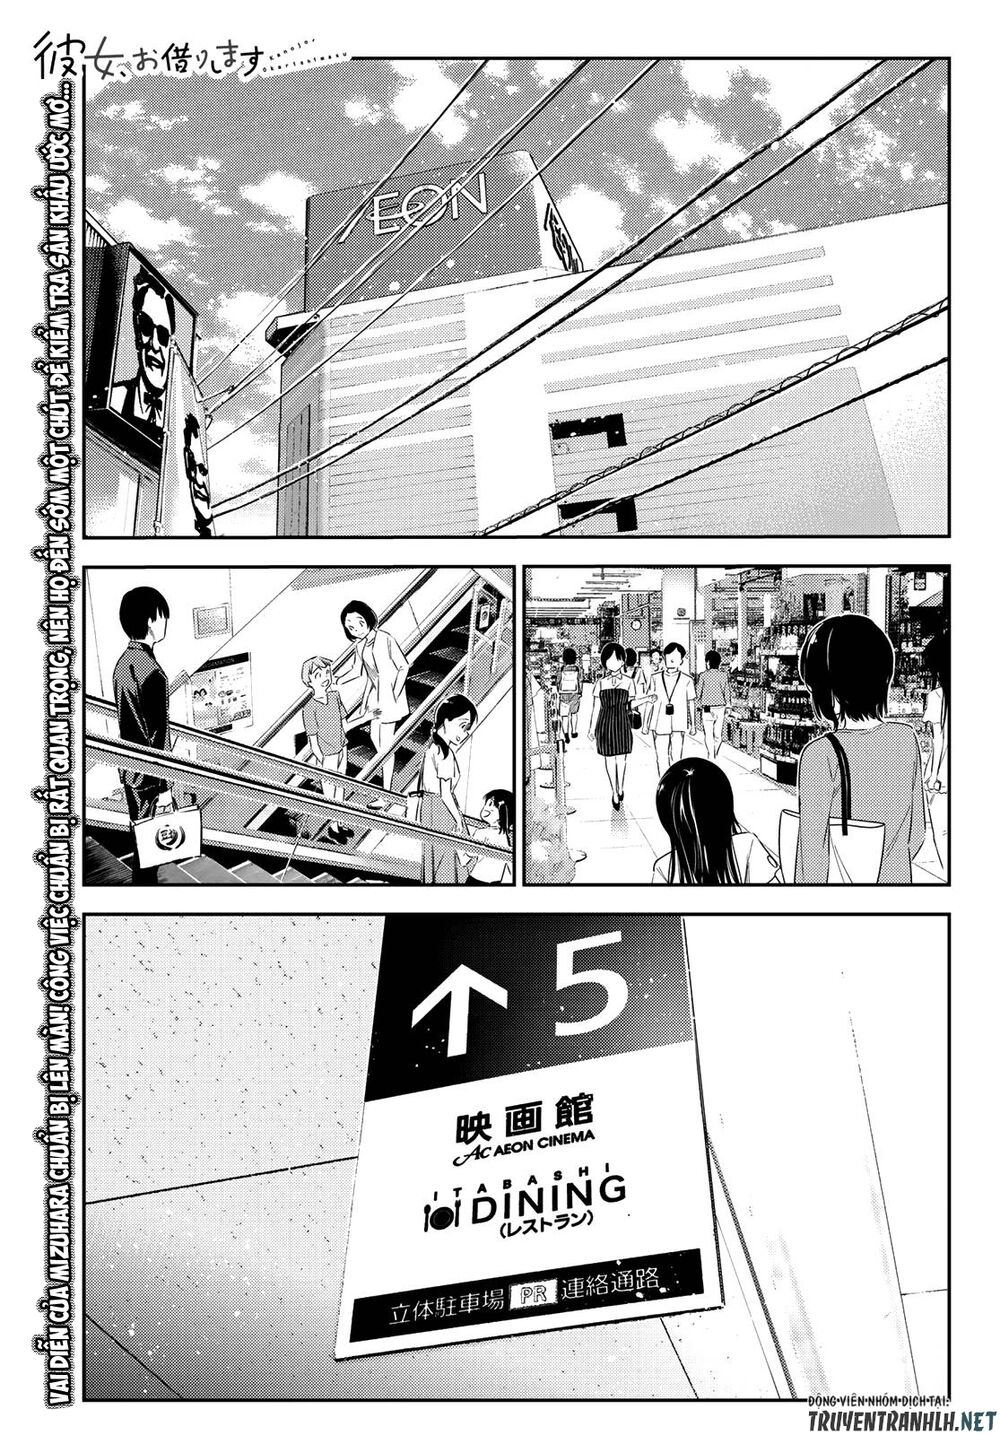 彼女、お借りします
VAI DIỄN CỦA MIZUHARA CHUẨN BỊ LÊN MÀN! CÔNG VIỆC CHUẨN BỊ RẤT QUAN TRỌNG, NÊN HỌ ĐẾN SỚM MỘT CHÚT ĐỂ KIỂM TRA SÂN KHẤU ƯỚC MƠ...
ÆON
↑ 5
映画館
AC AEON CINEMA
ITABASHI
DINING
(レストラン)
立体駐車場 PR 連絡通路
ĐỘNG VIÊN NHÓM DỊCH TẠI:
TRUYENTRANHLH.NET